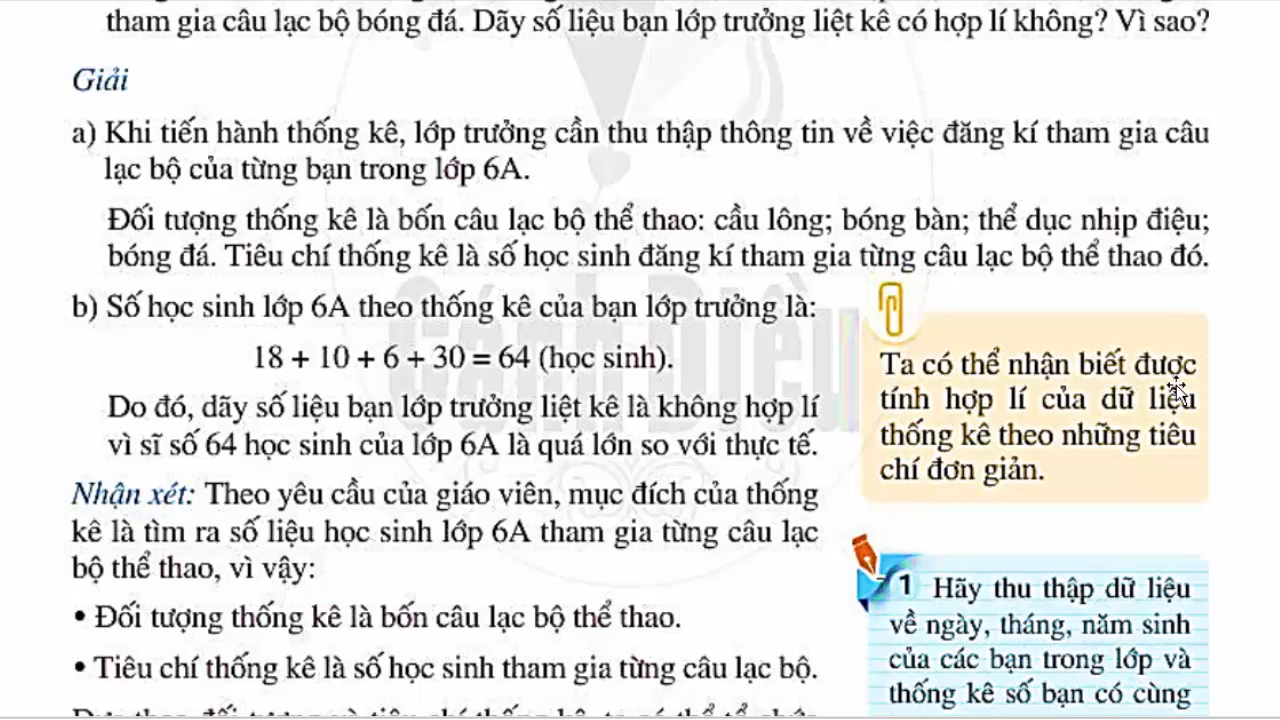 tham gia câu lạc bộ bóng đá. Dãy số liệu bạn lớp trưởng liệt kê có hợp lí không? Vì sao?
Giải
a) Khi tiến hành thống kê, lớp trưởng cần thu thập thông tin về việc đăng kí tham gia câu
lạc bộ của từng bạn trong lớp 6A.
Đối tượng thống kê là bốn câu lạc bộ thể thao: cầu lông; bóng bàn; thể dục nhịp điệu;
bóng đá. Tiêu chí thống kê là số học sinh đăng kí tham gia từng câu lạc bộ thể thao đó.
b) Số học sinh lớp 6A theo thống kê của bạn lớp trưởng là:
18 + 10 + 6 + 30 = 64 (học sinh).
Do đó, dãy số liệu bạn lớp trưởng liệt kê là không hợp lí
vì sĩ số 64 học sinh của lớp 6A là quá lớn so với thực tế.
Nhận xét: Theo yêu cầu của giáo viên, mục đích của thống
kê là tìm ra số liệu học sinh lớp 6A tham gia từng câu lạc
bộ thể thao, vì vậy:
• Đối tượng thống kê là bốn câu lạc bộ thể thao.
• Tiêu chí thống kê là số học sinh tham gia từng câu lạc bộ.
Ta có thể nhận biết được
tính hợp lí của dữ liệu
thống kê theo những tiêu
chí đơn giản.
1 Hãy thu thập dữ liệu
về ngày, tháng, năm sinh
của các bạn trong lớp và
thống kê số bạn có cùng
Cánh Diều